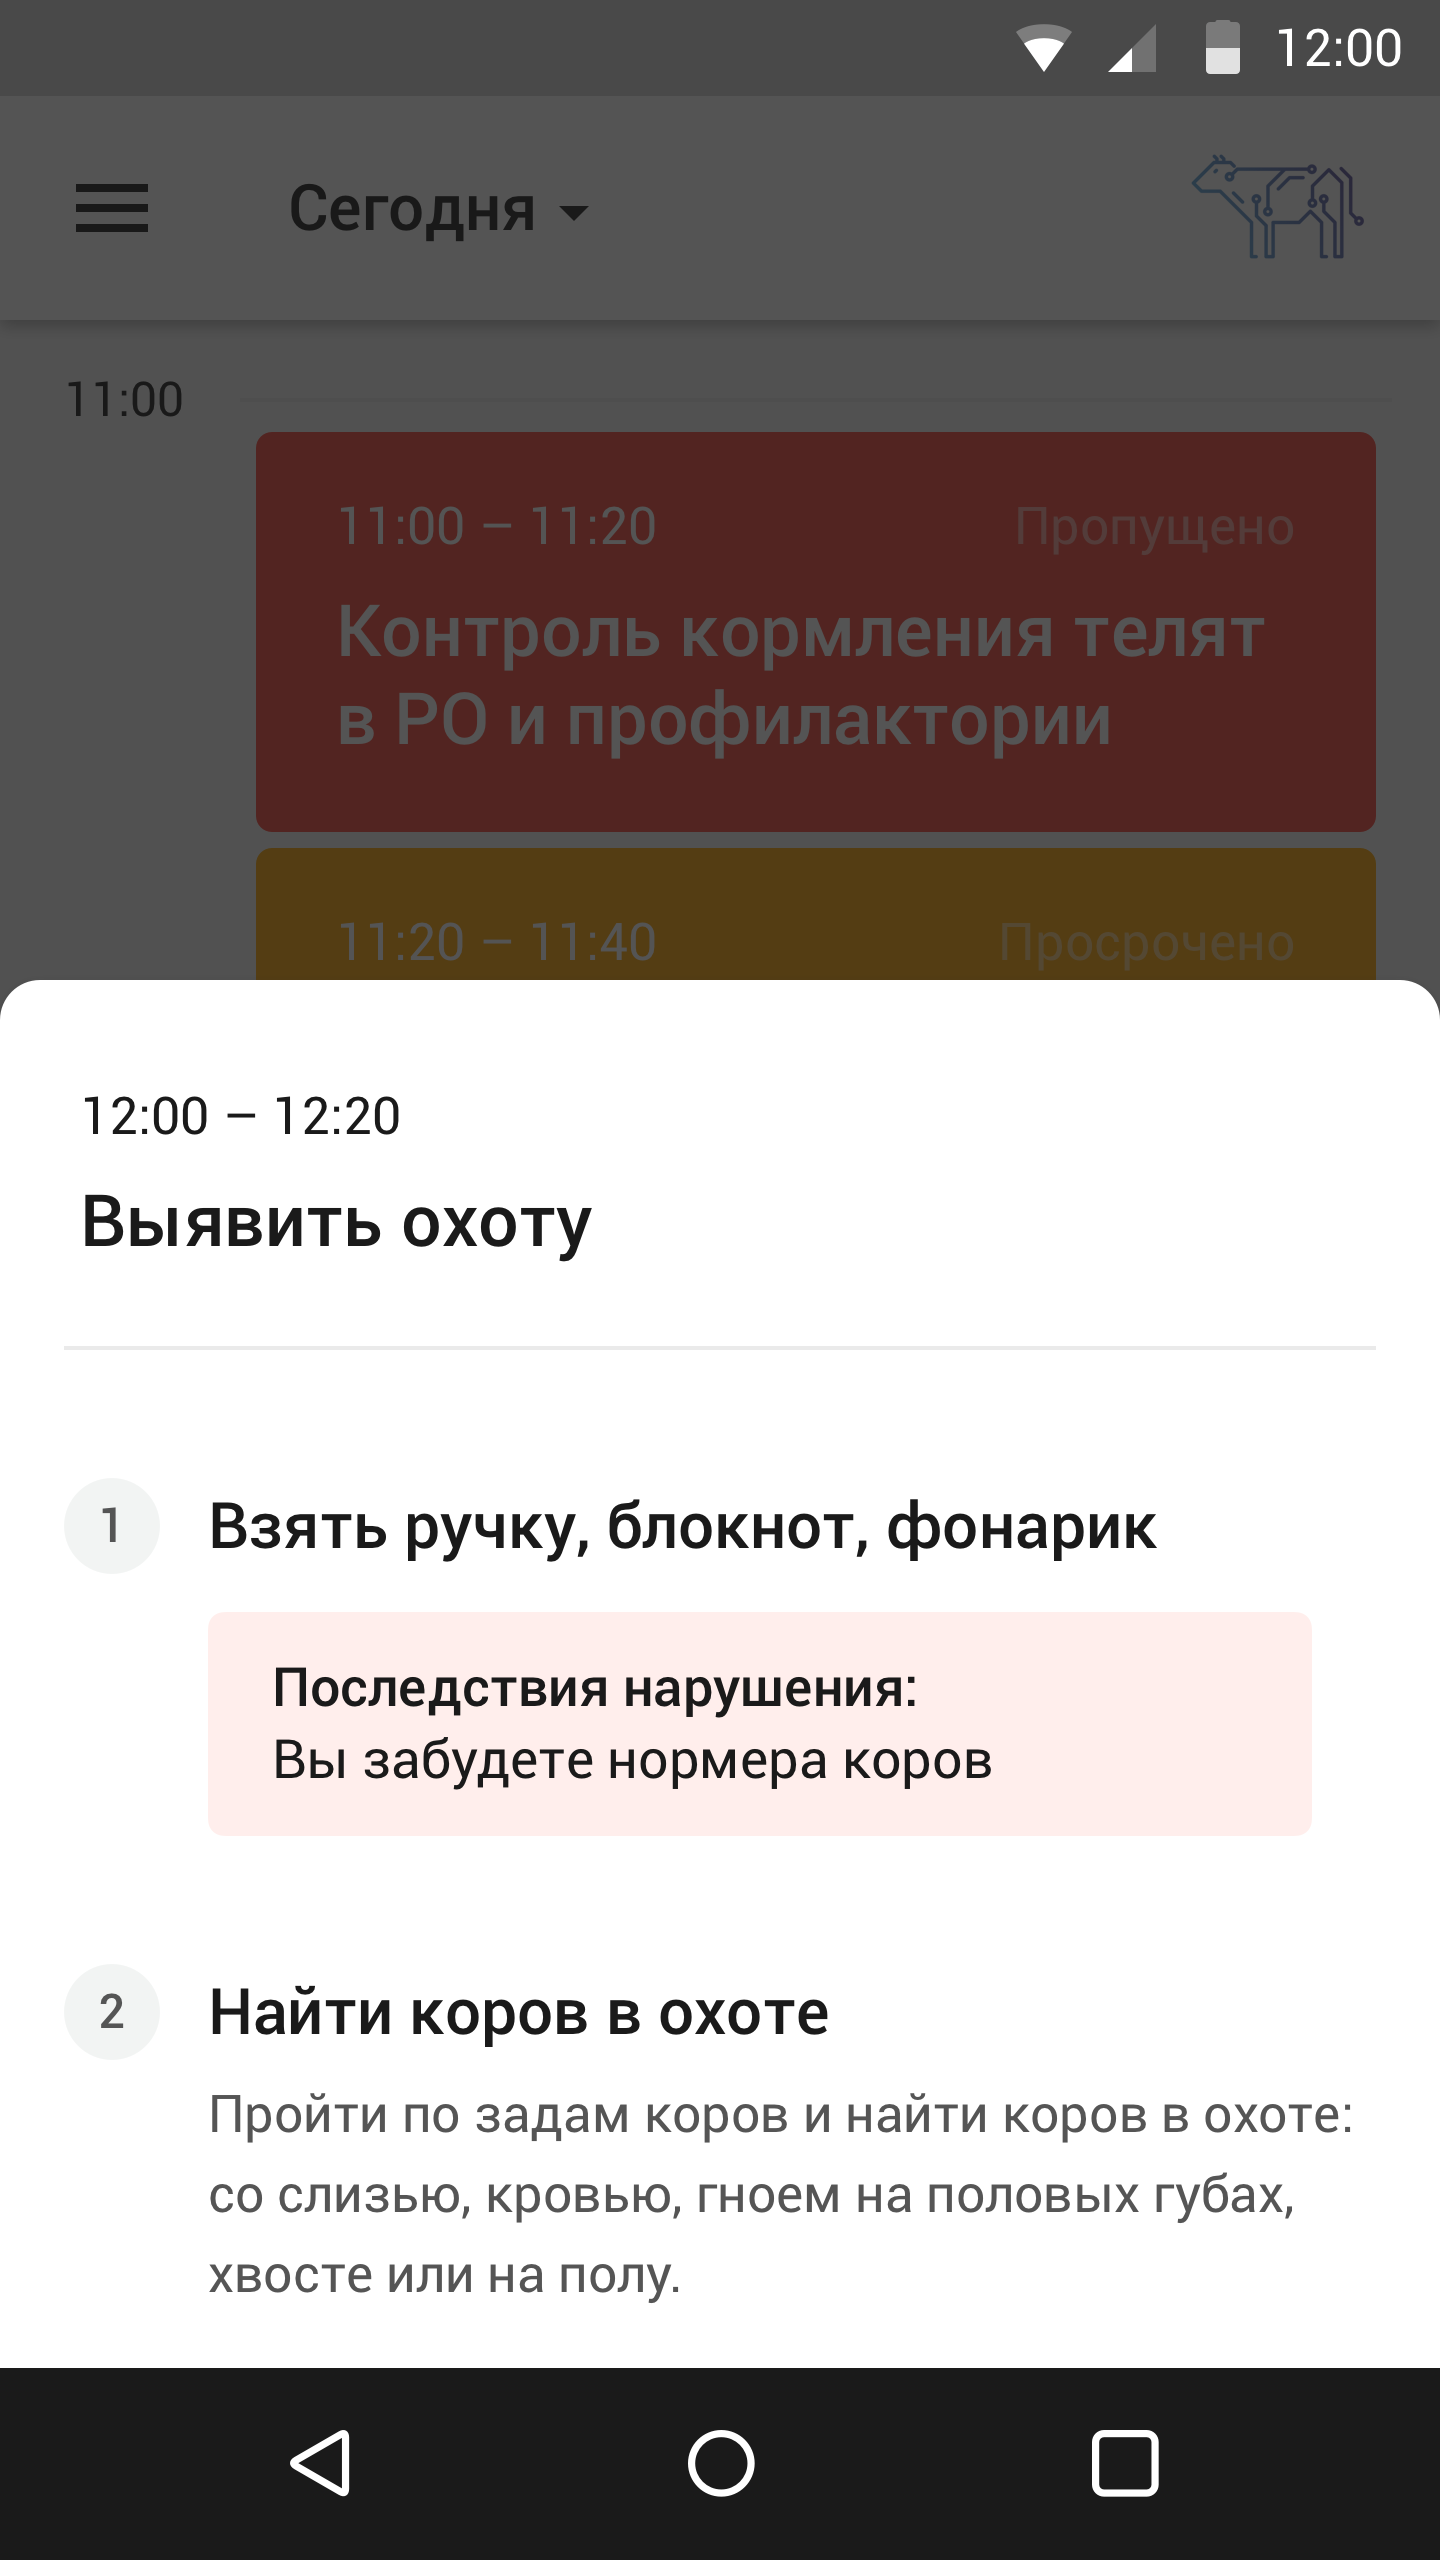 12:00
Сегодня
11:00
11:00 – 11:20
Пропущено
Контроль кормления телят
в РО и профилактории
11:20 – 11:40
Просрочено
12:00 – 12:20
Выявить охоту
1
Взять ручку, блокнот, фонарик
Последствия нарушения:
Вы забудете нормера коров
2
Найти коров в охоте
Пройти по задам коров и найти коров в охоте:
со слизью, кровью, гноем на половых губах,
хвосте или на полу.